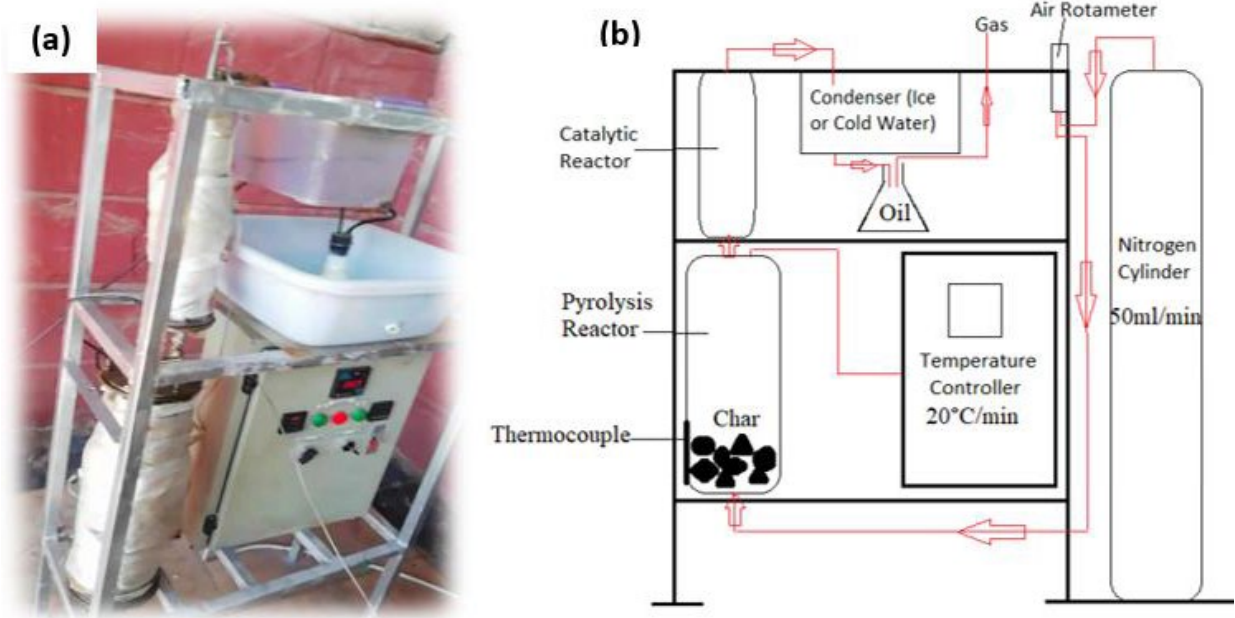 (a)
(b)
Air Rotameter
Gas
Condenser (Ice
or Cold Water)
Catalytic
Reactor
Oil
Nitrogen
Cylinder
50ml/min
Pyrolysis
Reactor
Temperature
Controller
20°C/min
Char
Thermocouple